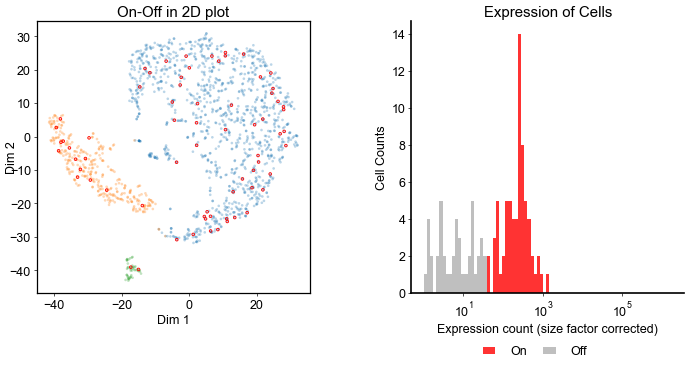 On-Off in 2D plot
30
20
10
0
−10
−20
−30
−40
Dim 2
−40
−20
0
20
Dim 1
Expression of Cells
14
12
10
8
6
4
2
0
Cell Counts
10^1
10^3
10^5
Expression count (size factor corrected)
On
Off